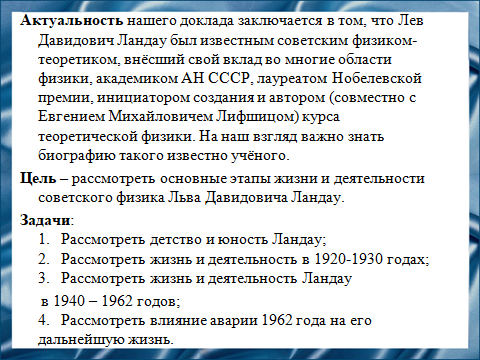 Актуальность нашего доклада заключается в том, что Лев
Давидович Ландау был известным советским физиком-
теоретиком, внёсший свой вклад во многие области
физики, академиком АН СССР, лауреатом Нобелевской
премии, инициатором создания и автором (совместно с
Евгением Михайловичем Лифшицом) курса
теоретической физики. На наш взгляд важно знать
биографию такого известно учёного.
Цель – рассмотреть основные этапы жизни и деятельности
советского физика Льва Давидовича Ландау.
Задачи:
1. Рассмотреть детство и юность Ландау;
2. Рассмотреть жизнь и деятельность в 1920-1930 годах;
3. Рассмотреть жизнь и деятельность Ландау
в 1940 – 1962 годов;
4. Рассмотреть влияние аварии 1962 года на его
дальнейшую жизнь.